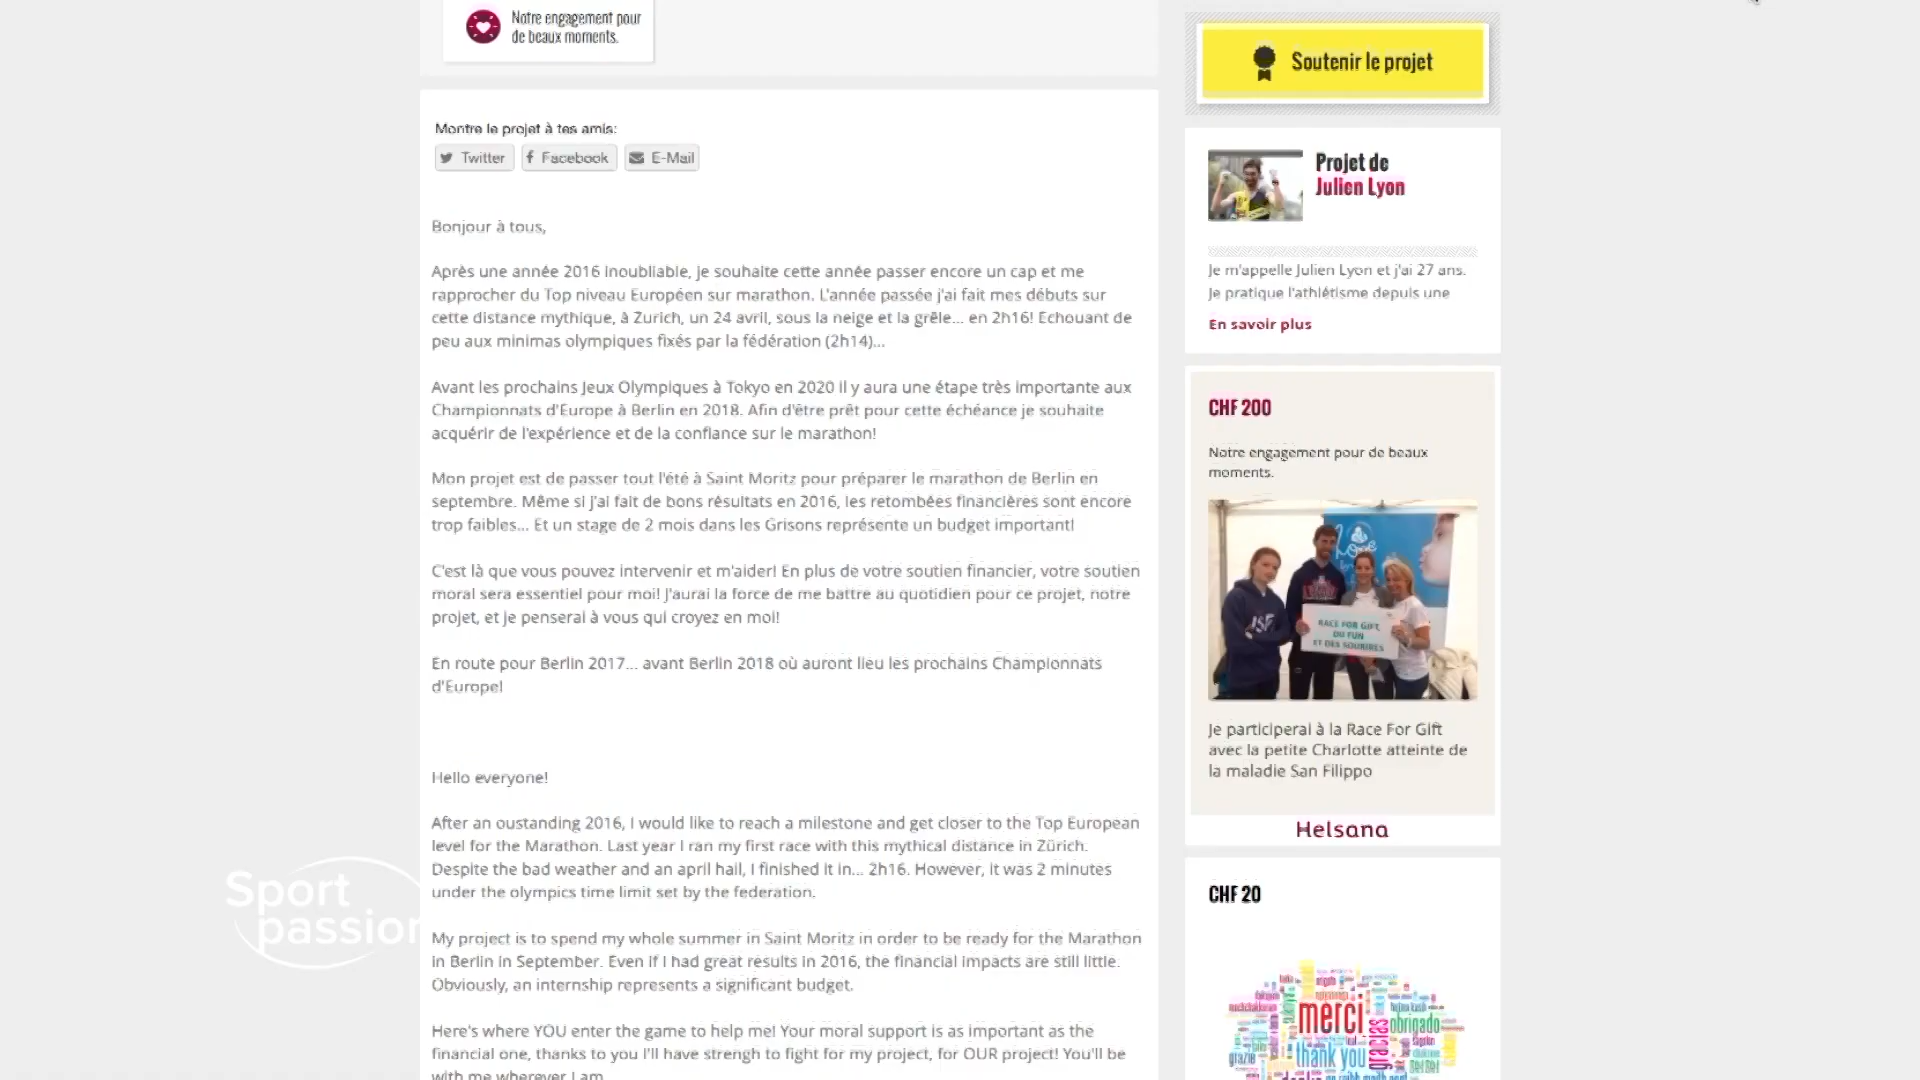 Notre engagement pour
de beaux moments.
Montre le projet à tes amis:
Twitter
Facebook
E-Mail
Bonjour à tous,
Après une année 2016 inoubliable, je souhaite cette année passer encore un cap et me
rapprocher du Top niveau Européen sur marathon. L'année passée j'ai fait mes débuts sur
cette distance mythique, à Zurich, un 24 avril, sous la neige et la grêle... en 2h16! Echouant de
peu aux minimas olympiques fixés par la fédération (2h14)...
Avant les prochains Jeux Olympiques à Tokyo en 2020 il y aura une étape très importante aux
Championnats d'Europe à Berlin en 2018. Afin d'être prêt pour cette échéance je souhaite
acquérir de l'expérience et de la confiance sur le marathon!
Mon projet est de passer tout l'été à Saint Moritz pour préparer le marathon de Berlin en
septembre. Même si j'ai fait de bons résultats en 2016, les retombées financières sont encore
trop faibles... Et un stage de 2 mois dans les Grisons représente un budget important!
C'est là que vous pouvez intervenir et m'aider! En plus de votre soutien financier, votre soutien
moral sera essentiel pour moi! J'aurai la force de me battre au quotidien pour ce projet, notre
projet, et je penserai à vous qui croyez en moi!
En route pour Berlin 2017... avant Berlin 2018 où auront lieu les prochains Championnats
d'Europe!
Hello everyone!
After an oustanding 2016, I would like to reach a milestone and get closer to the Top European
level for the Marathon. Last year I ran my first race with this mythical distance in Zürich.
Despite the bad weather and an april hail, I finished it in... 2h16. However, it was 2 minutes
under the olympics time limit set by the federation.
My project is to spend my whole summer in Saint Moritz in order to be ready for the Marathon
in Berlin in September. Even if I had great results in 2016, the financial impacts are still little.
Obviously, an internship represents a significant budget.
Here's where YOU enter the game to help me! Your moral support is as important as the
financial one, thanks to you I'll have strengh to fight for my project, for OUR project! You'll be
with me wherever I am
Soutenir le projet
Projet de
Julien Lyon
Je m'appelle Julien Lyon et j'ai 27 ans.
Je pratique l'athlétisme depuis une
En savoir plus
CHF 200
Notre engagement pour de beaux
moments.
RACE FOR GIFT,
DU FUN
ET DES SOURIRES
Je participerai à la Race For Gift
avec la petite Charlotte atteinte de
la maladie San Filippo
Helsana
CHF 20
merci
obrigado
gracias
thank you
grazie
Sport
passion